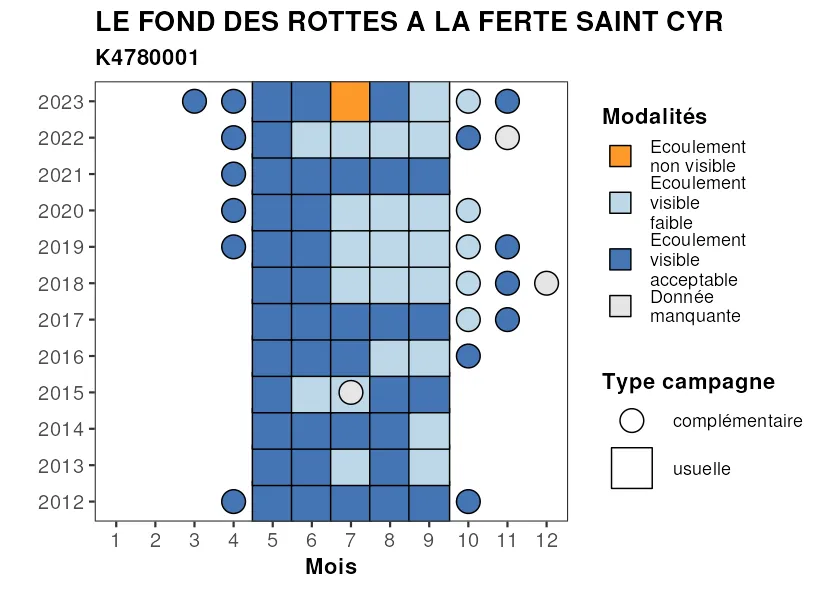 LE FOND DES ROTTES A LA FERTE SAINT CYR
K4780001
2023
2022
2021
2020
2019
2018
2017
2016
2015
2014
2013
2012
1 2 3 4 5 6 7 8 9 10 11 12
Mois
Modalités
Ecoulement
non visible
Ecoulement
visible
faible
Ecoulement
visible
acceptable
Donnée
manquante
Type campagne
complémentaire
usuelle